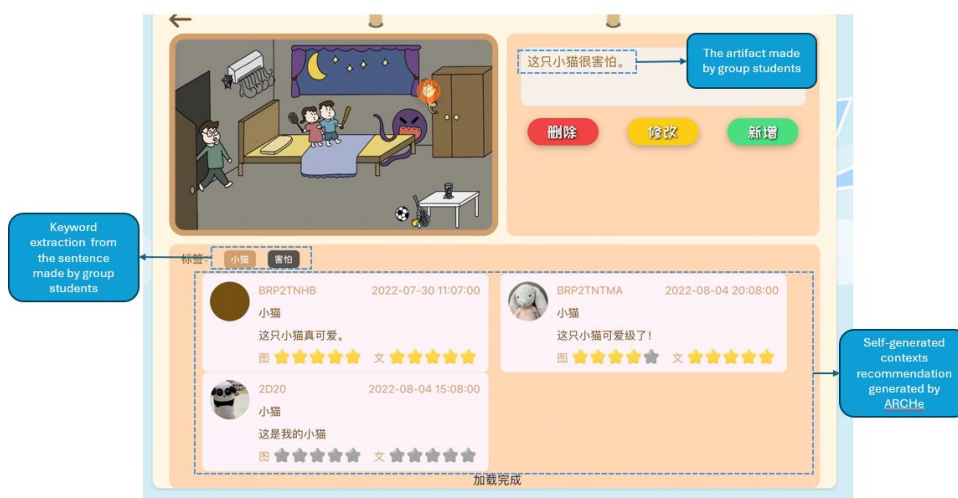 这只小猫很害怕。
The artifact made
by group students
删除
修改
新增
Keyword
extraction from
the sentence
made by group
students
标签：
小猫
害怕
BRP2TNHB 2022-07-30 11:07:00
小猫
这只小猫真可爱。
图 文
BRP2TNTMA 2022-08-04 20:08:00
小猫
这只小猫可爱级了！
图 文
2D20 2022-08-04 15:08:00
小猫
这是我的小猫
图 文
Self-generated
contexts
recommendation
generated by
ARCHe
加载完成